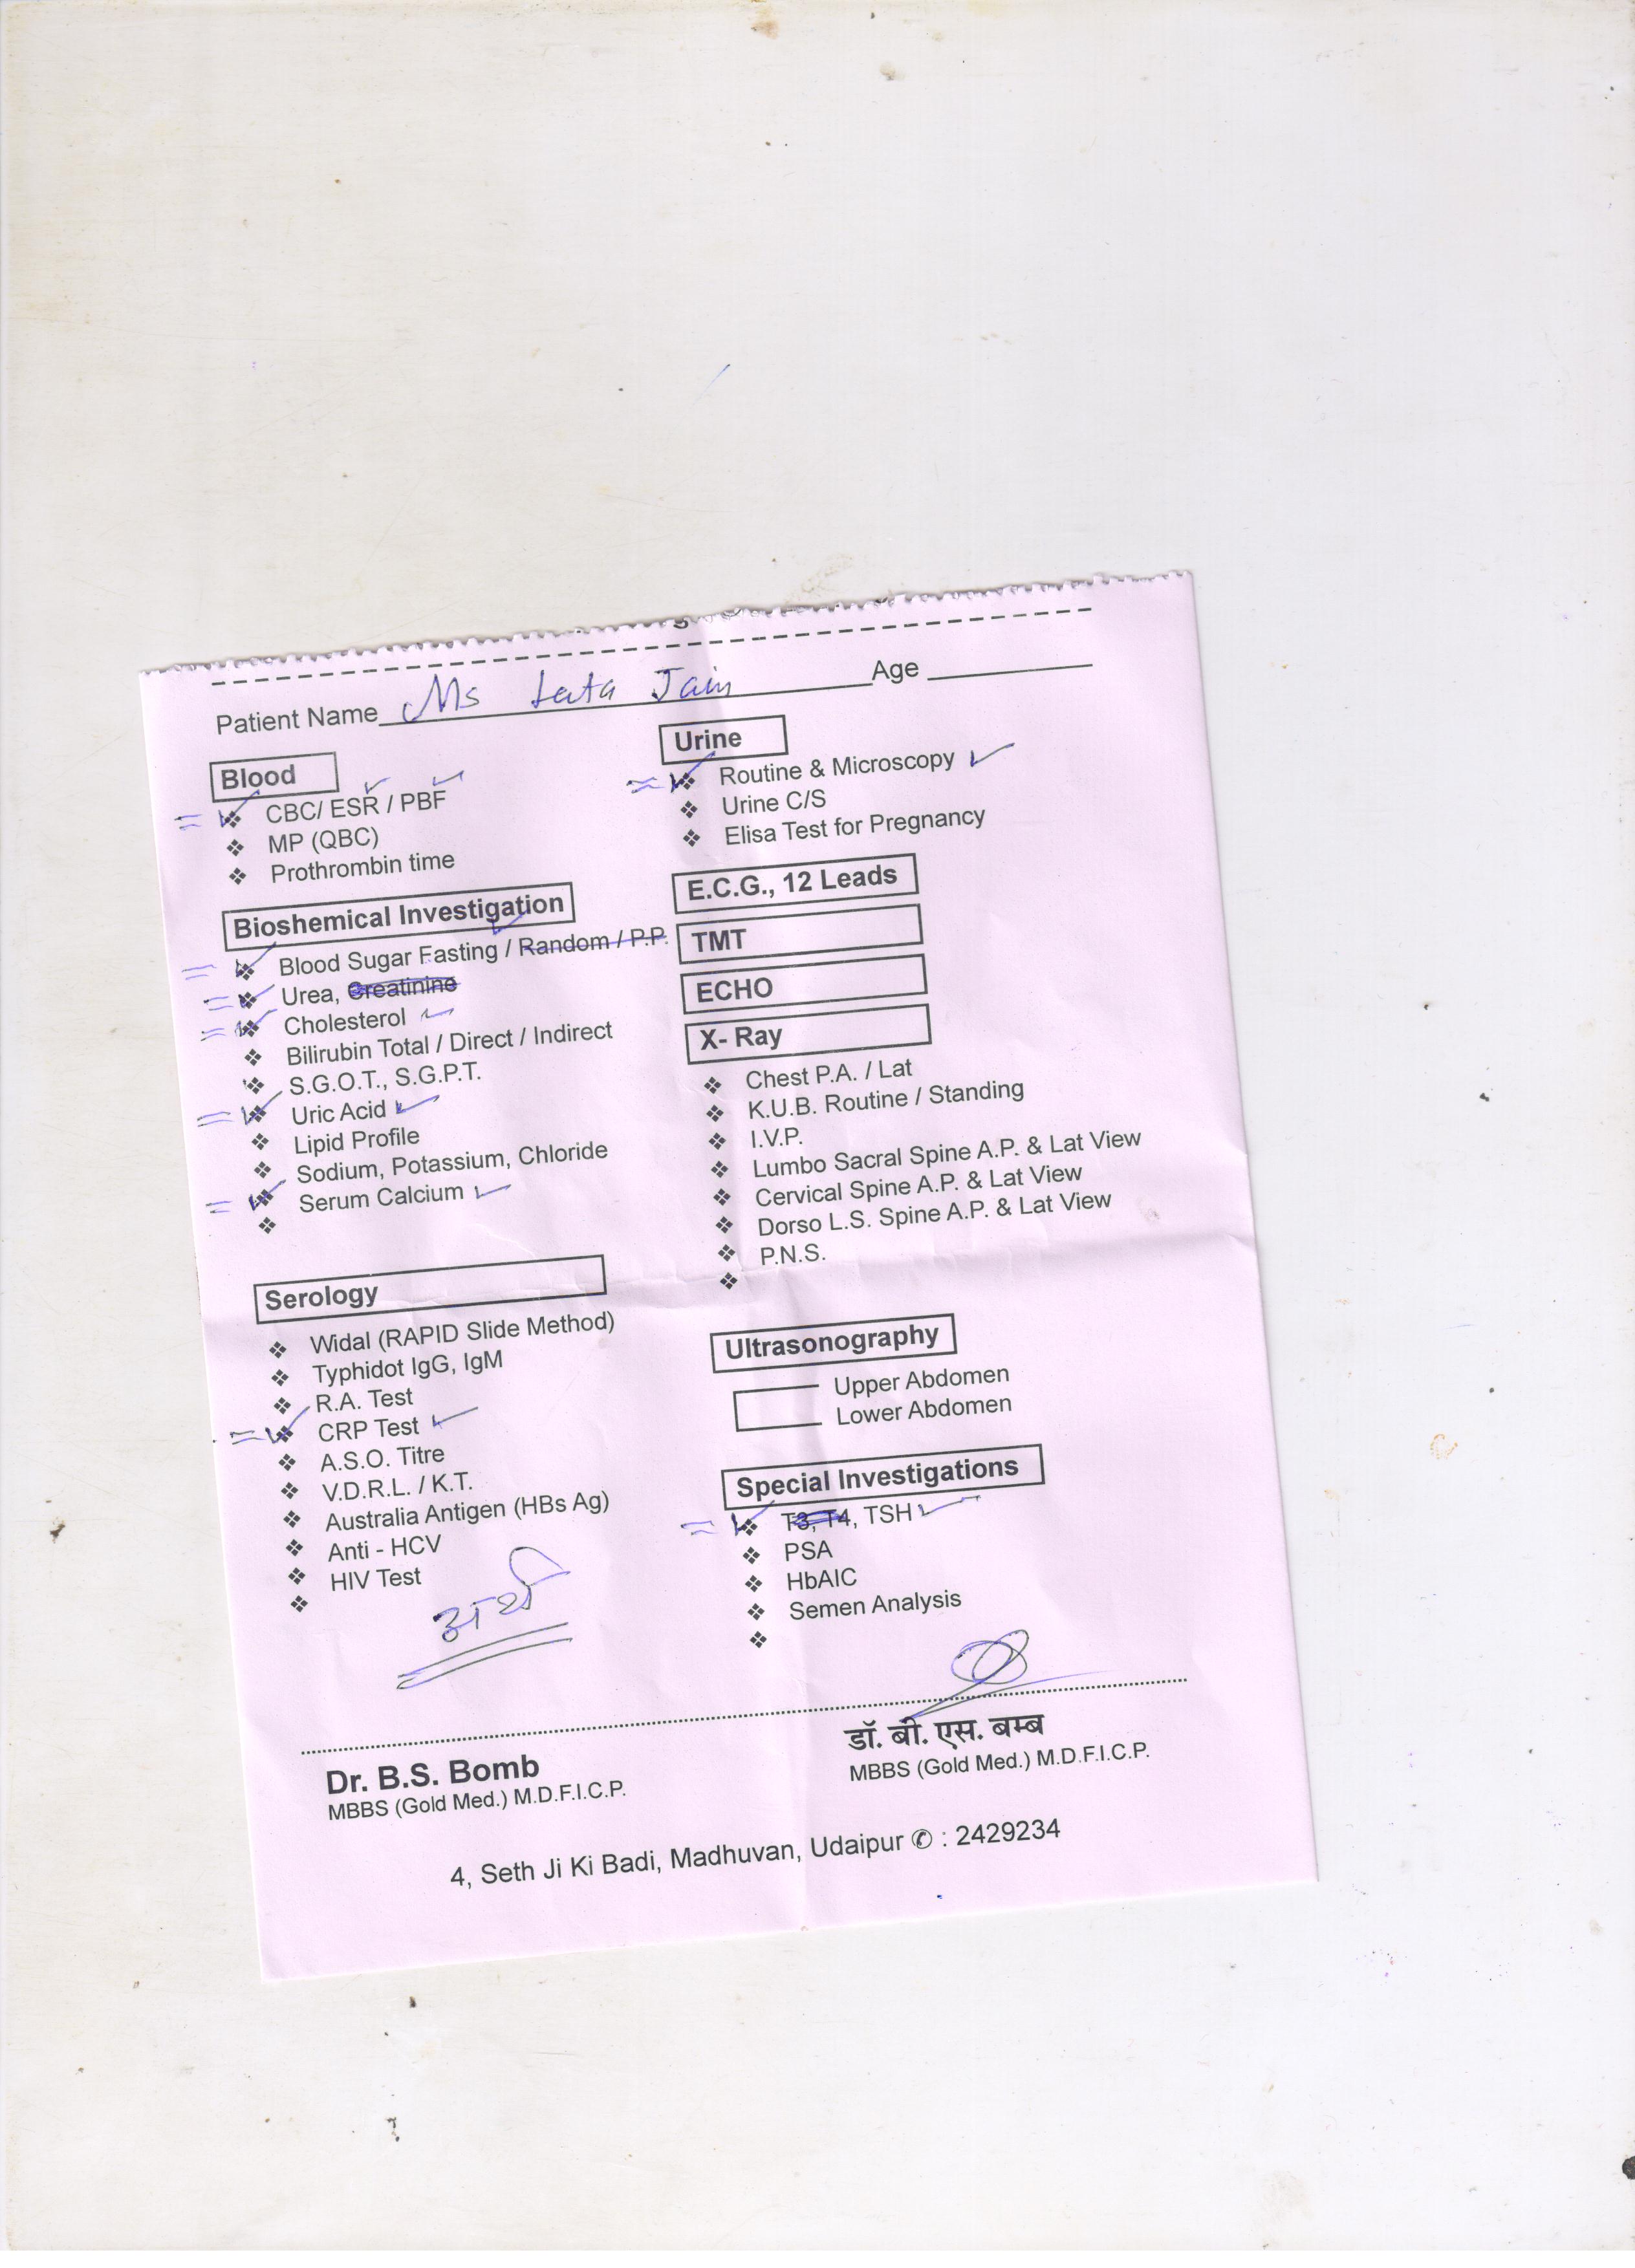 Patient Name Ms Lata Jain Age
Blood
CBC/ ESR / PBF
MP (QBC)
Prothrombin time
Bioshemical Investigation
Blood Sugar Fasting / Random / P.P.
Urea, Creatinine
Cholesterol
Bilirubin Total / Direct / Indirect
S.G.O.T., S.G.P.T.
Uric Acid
Lipid Profile
Sodium, Potassium, Chloride
Serum Calcium
Serology
Widal (RAPID Slide Method)
Typhidot IgG, IgM
R.A. Test
CRP Test
A.S.O. Titre
V.D.R.L. / K.T.
Australia Antigen (HBs Ag)
Anti - HCV
HIV Test
अर्थ
Urine
Routine & Microscopy
Urine C/S
Elisa Test for Pregnancy
E.C.G., 12 Leads
TMT
ECHO
X- Ray
Chest P.A. / Lat
K.U.B. Routine / Standing
I.V.P.
Lumbo Sacral Spine A.P. & Lat View
Cervical Spine A.P. & Lat View
Dorso L.S. Spine A.P. & Lat View
P.N.S.
Ultrasonography
Upper Abdomen
Lower Abdomen
Special Investigations
T3, T4, TSH
PSA
HbAIC
Semen Analysis
Dr. B.S. Bomb
MBBS (Gold Med.) M.D.F.I.C.P.
डॉ. बी. एस. बम्ब
MBBS (Gold Med.) M.D.F.I.C.P.
4, Seth Ji Ki Badi, Madhuvan, Udaipur ✆ : 2429234